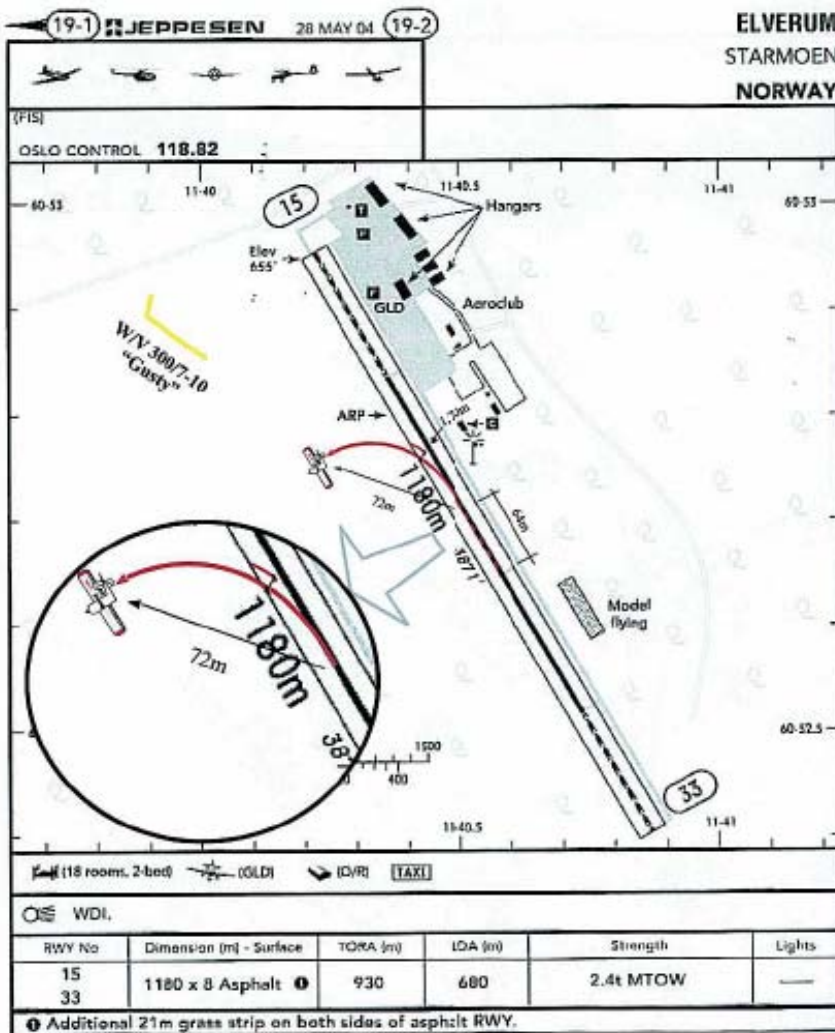 19-1 JEPPESEN 28 MAY 04 19-2
ELVERUM
STARMOEN
NORWAY
(FIS)
OSLO CONTROL 118.82
11-40 11-40.5 11-41
60-53 60-53
15
Hangars
Elev
655'
F
GLD Aeroclub
W/V 300/7-10
"Gusty"
ARP
C
72m
1180m
64m
3871'
Model
flying
1180m
72m
38
60-52.5
1500
0 400
33
11-40.5 11-41
(18 rooms, 2-bed) (GLD) (O/R) TAXI
WDI.
RWY No Dimension (m) - Surface TORA (m) LDA (m) Strength Lights
15
33
1180 x 8 Asphalt ❶ 930 680 2.4t MTOW —
❶ Additional 21m grass strip on both sides of asphalt RWY.